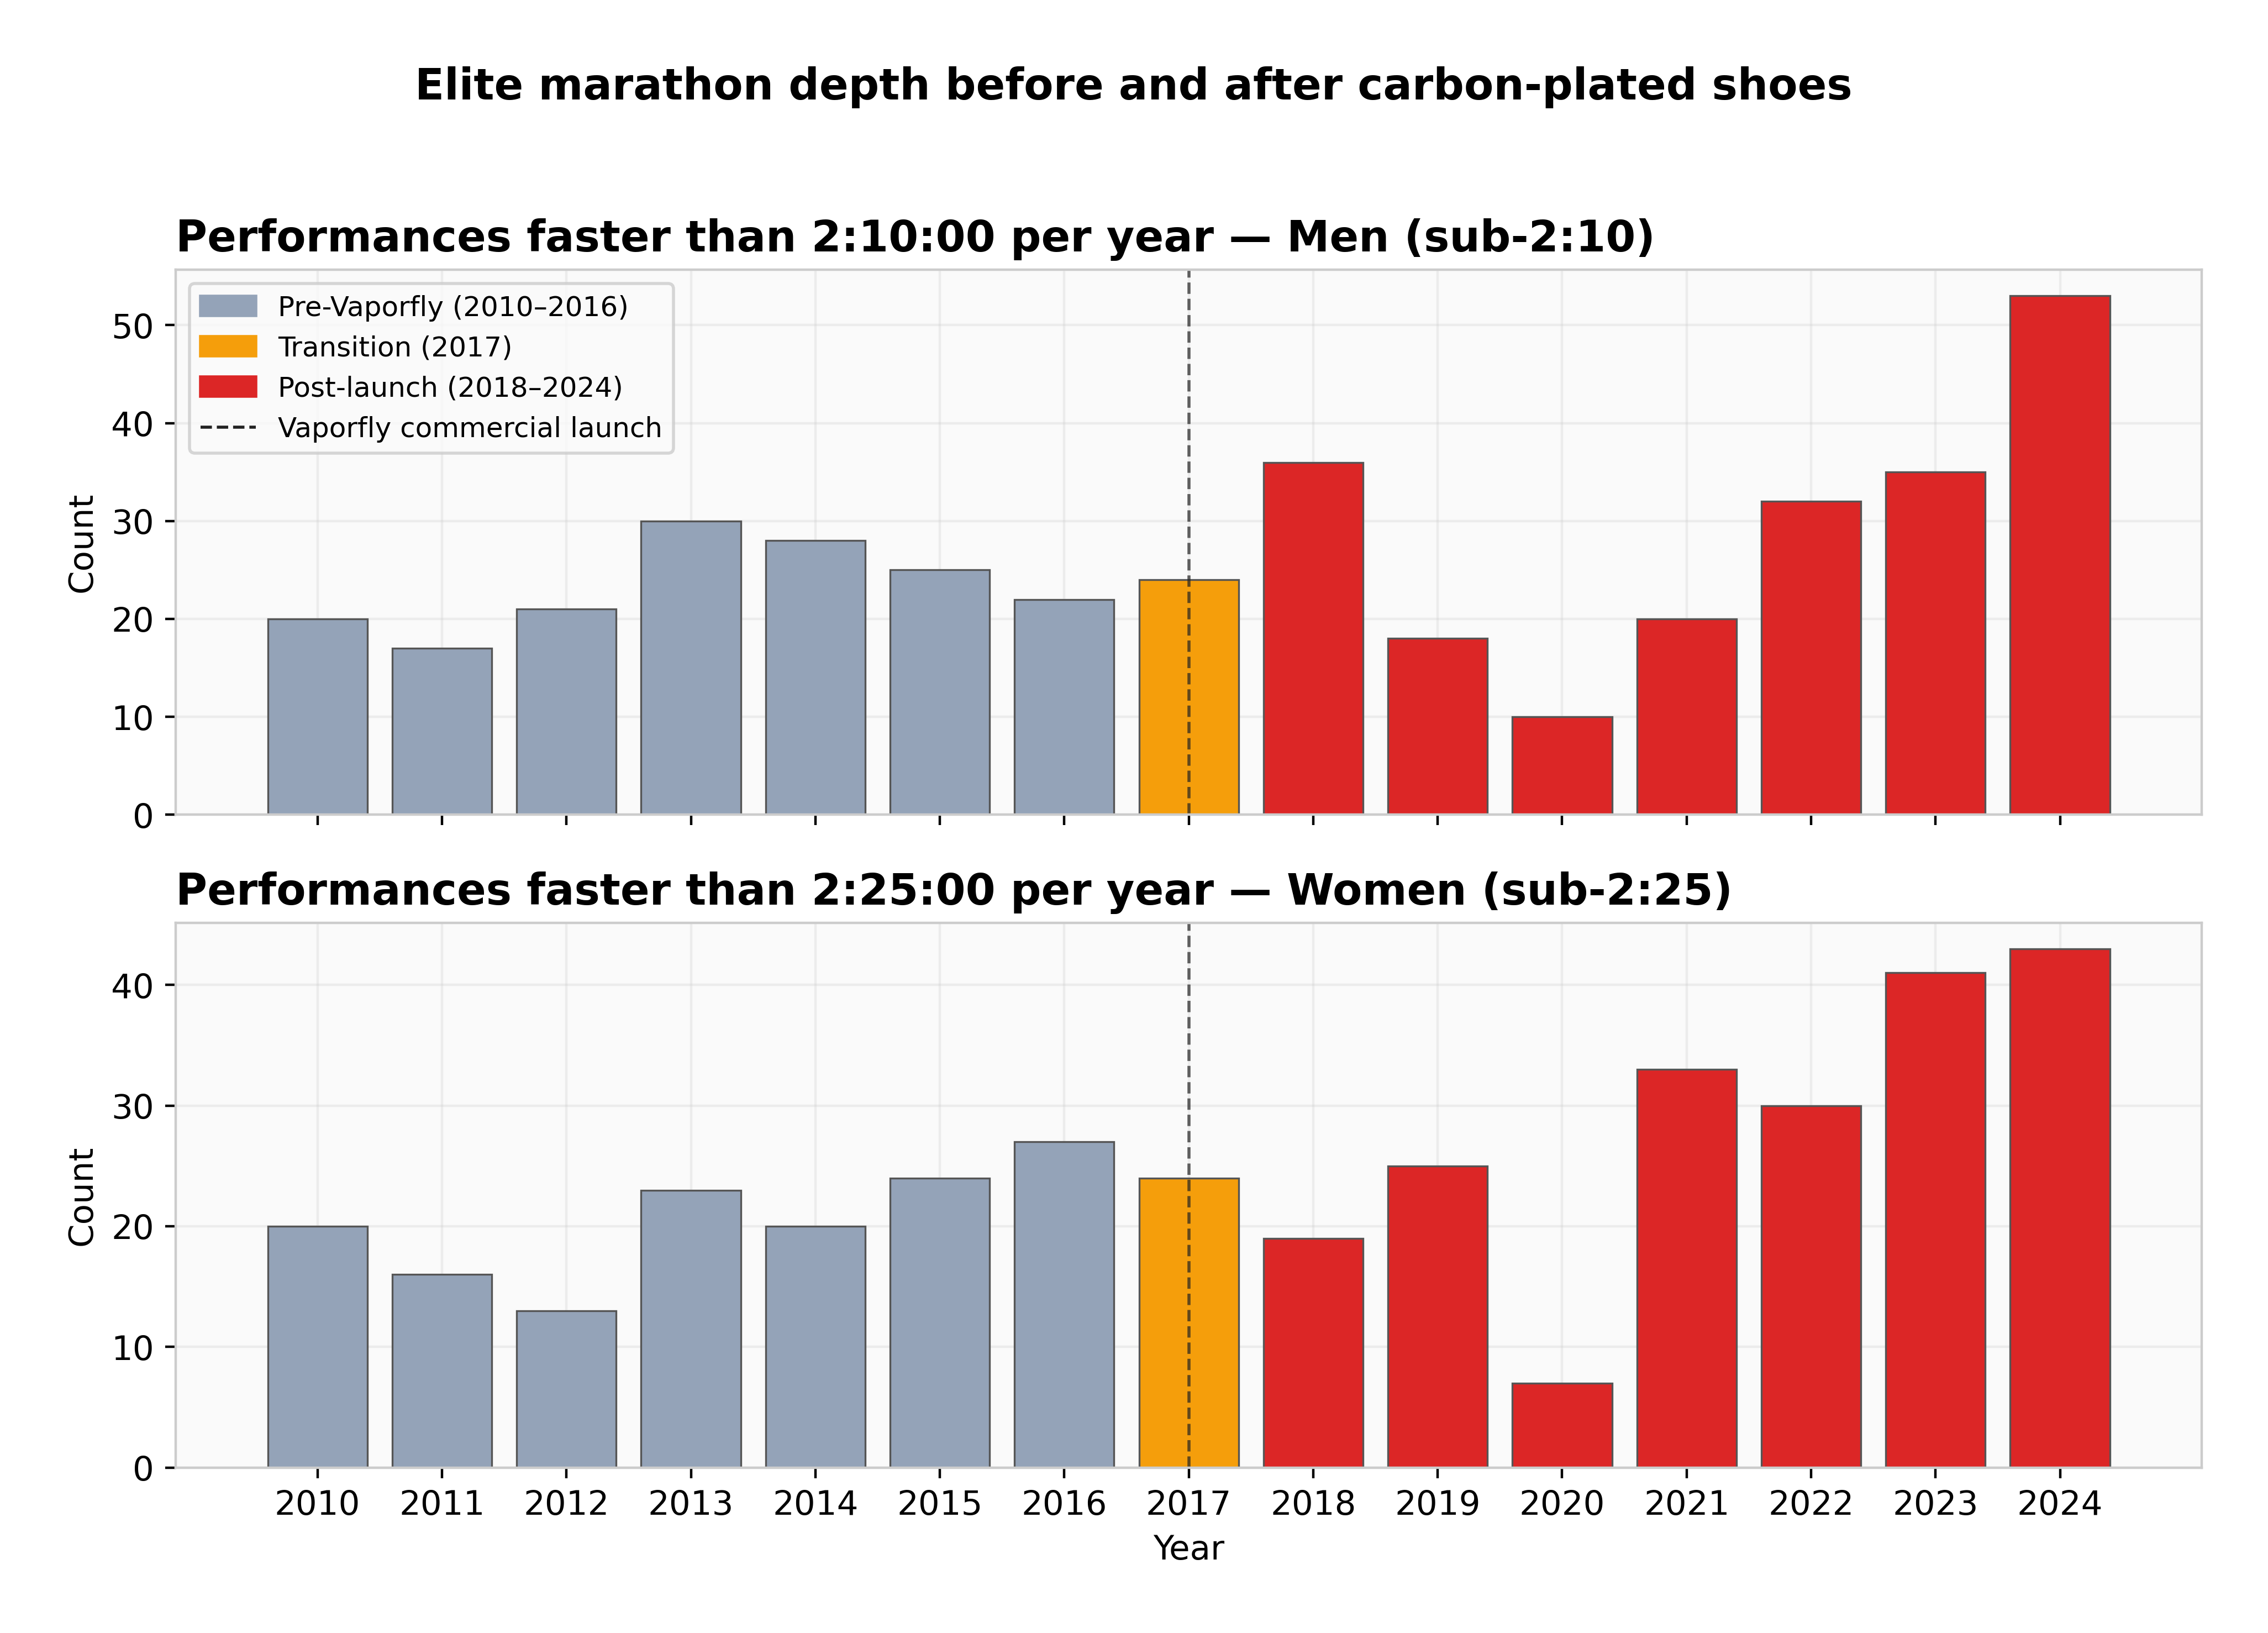 Elite marathon depth before and after carbon-plated shoes
Performances faster than 2:10:00 per year — Men (sub-2:10)
Pre-Vaporfly (2010–2016)
Transition (2017)
Post-launch (2018–2024)
Vaporfly commercial launch
Count
50
40
30
20
10
0
Performances faster than 2:25:00 per year — Women (sub-2:25)
Count
40
30
20
10
0
2010 2011 2012 2013 2014 2015 2016 2017 2018 2019 2020 2021 2022 2023 2024
Year